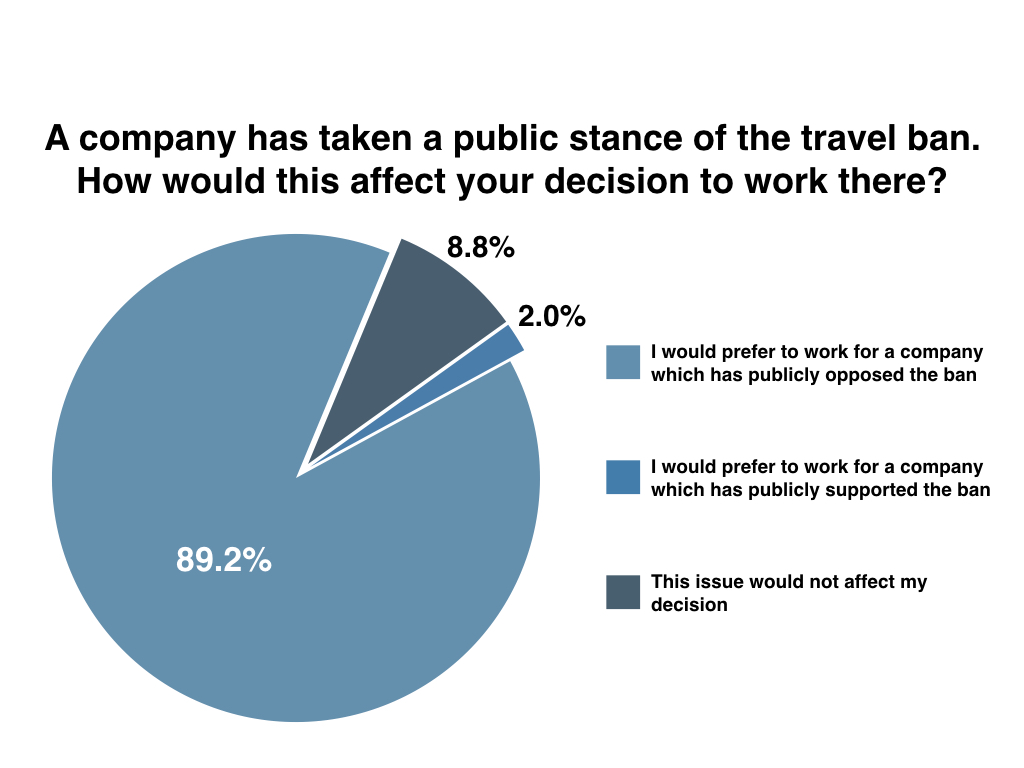 A company has taken a public stance of the travel ban.
How would this affect your decision to work there?
8.8%
2.0%
I would prefer to work for a company
which has publicly opposed the ban
I would prefer to work for a company
which has publicly supported the ban
89.2%
This issue would not affect my
decision